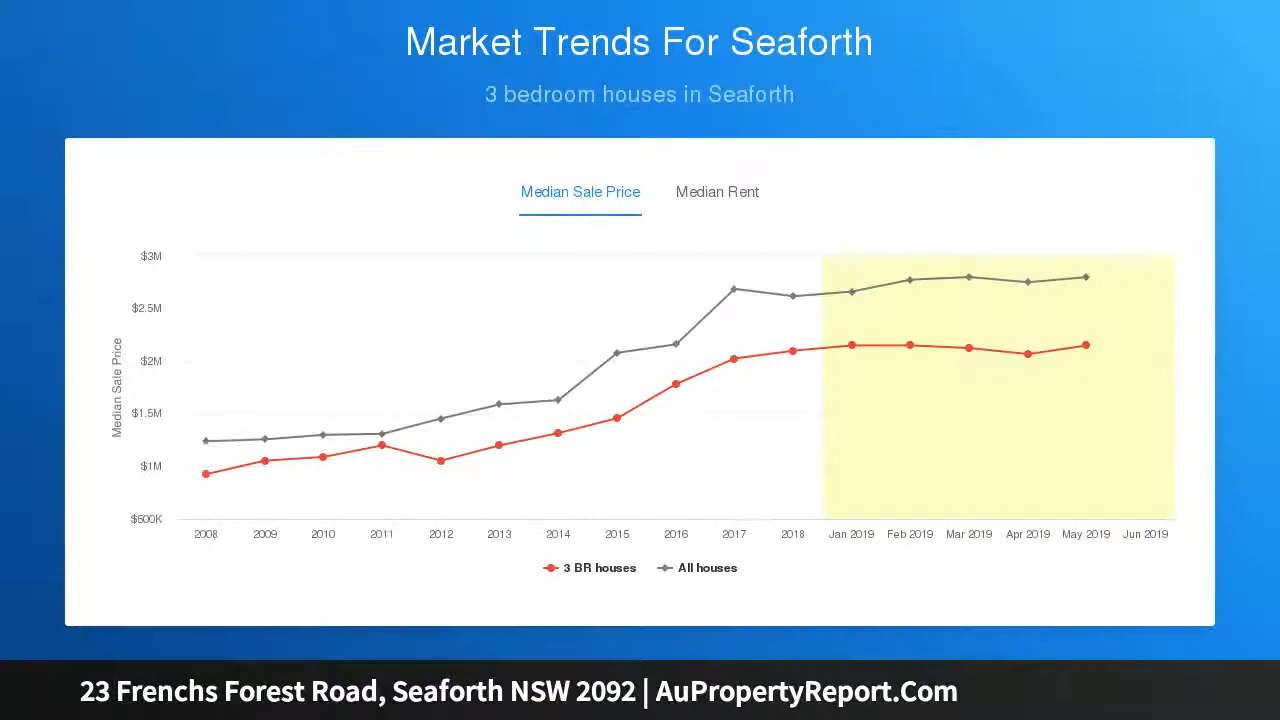 Market Trends For Seaforth
3 bedroom houses in Seaforth
Median Sale Price Median Rent
$3M
$2.5M
$2M
$1.5M
$1M
$500K
Median Sale Price
2008 2009 2010 2011 2012 2013 2014 2015 2016 2017 2018 Jan 2019 Feb 2019 Mar 2019 Apr 2019 May 2019 Jun 2019
3 BR houses All houses
23 Frenchs Forest Road, Seaforth NSW 2092 | AuPropertyReport.Com